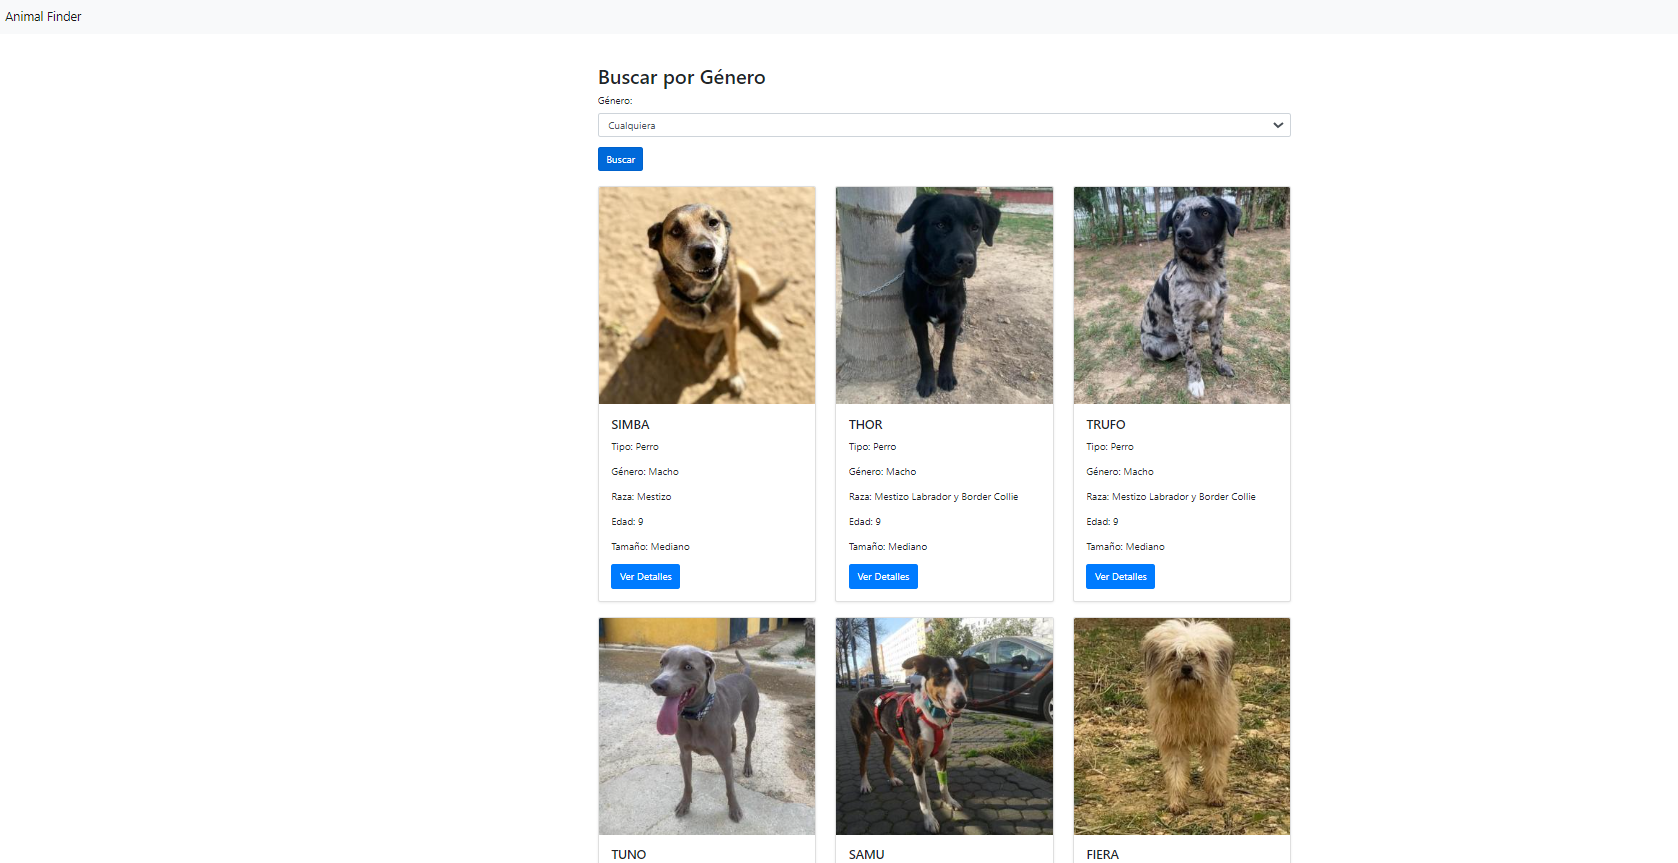 Animal Finder
Buscar por Género
Género:
Cualquiera
Buscar
SIMBA
Tipo: Perro
Género: Macho
Raza: Mestizo
Edad: 9
Tamaño: Mediano
Ver Detalles
THOR
Tipo: Perro
Género: Macho
Raza: Mestizo Labrador y Border Collie
Edad: 9
Tamaño: Mediano
Ver Detalles
TRUFO
Tipo: Perro
Género: Macho
Raza: Mestizo Labrador y Border Collie
Edad: 9
Tamaño: Mediano
Ver Detalles
TUNO
SAMU
FIERA